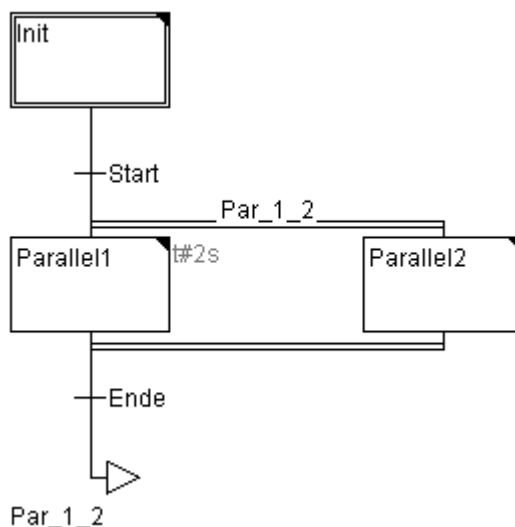 Init
Start
Par_1_2
Parallel1
t#2s
Parallel2
Ende
Par_1_2